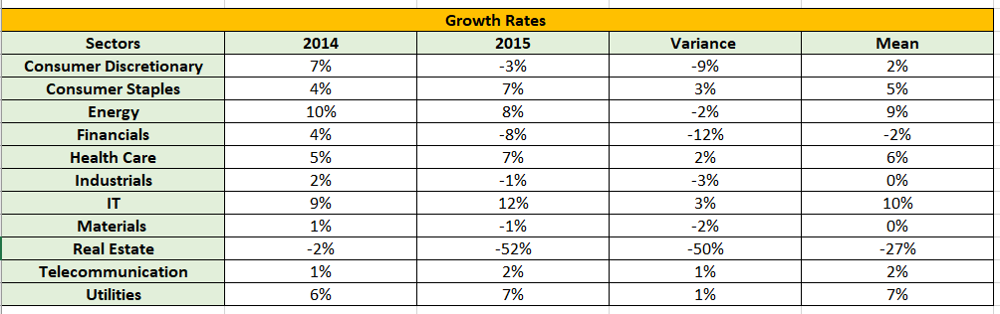 Growth Rates
Sectors 2014 2015 Variance Mean
Consumer Discretionary 7% -3% -9% 2%
Consumer Staples 4% 7% 3% 5%
Energy 10% 8% -2% 9%
Financials 4% -8% -12% -2%
Health Care 5% 7% 2% 6%
Industrials 2% -1% -3% 0%
IT 9% 12% 3% 10%
Materials 1% -1% -2% 0%
Real Estate -2% -52% -50% -27%
Telecommunication 1% 2% 1% 2%
Utilities 6% 7% 1% 7%